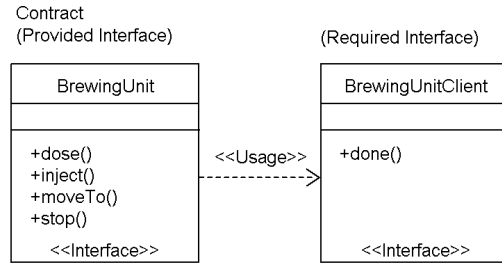 Contract
(Provided Interface)
(Required Interface)
BrewingUnit
BrewingUnitClient
+dose()
+inject()
+moveTo()
+stop()
<<Interface>>
<<Usage>>
+done()
<<Interface>>